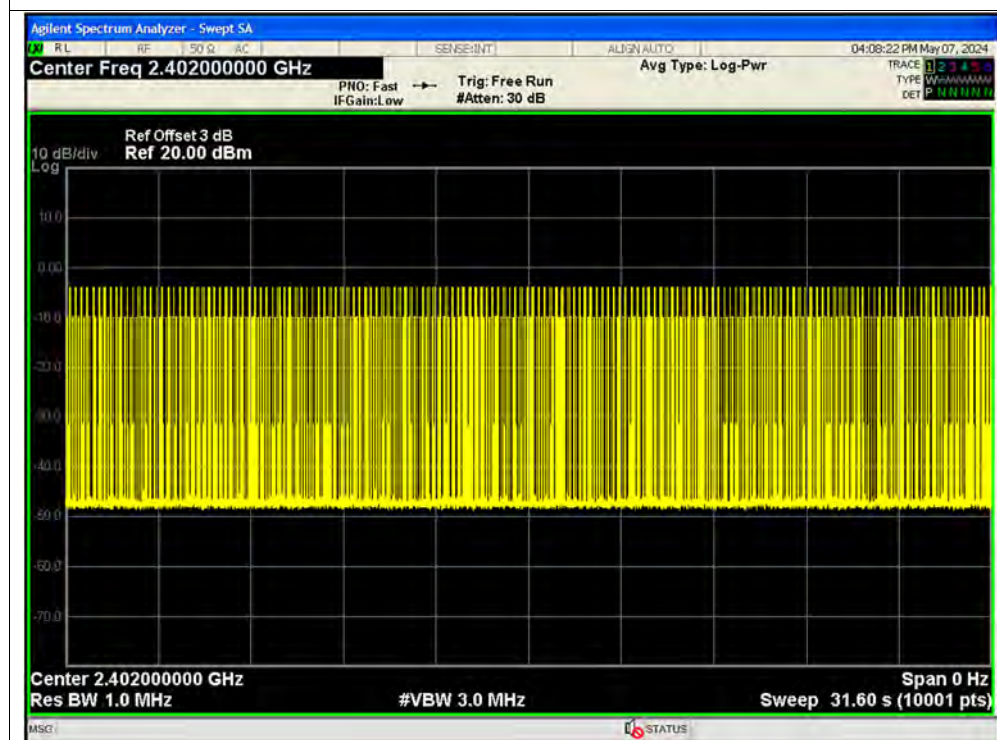 Agilent Spectrum Analyzer - Swept SA
RL RF 50 Ω AC SENSE:INT ALIGN AUTO 04:08:22 PM May 07, 2024
Center Freq 2.402000000 GHz
Avg Type: Log-Pwr
TRACE 1 2 3 4 5 6
PNO: Fast Trig: Free Run
TYPE
IFGain:Low #Atten: 30 dB
DET P N N N N N
Ref Offset 3 dB
10 dB/div Ref 20.00 dBm
Log
10.0
0.00
-10.0
-20.0
-30.0
-40.0
-50.0
-60.0
-70.0
Center 2.402000000 GHz Span 0 Hz
Res BW 1.0 MHz #VBW 3.0 MHz Sweep 31.60 s (10001 pts)
MSG STATUS